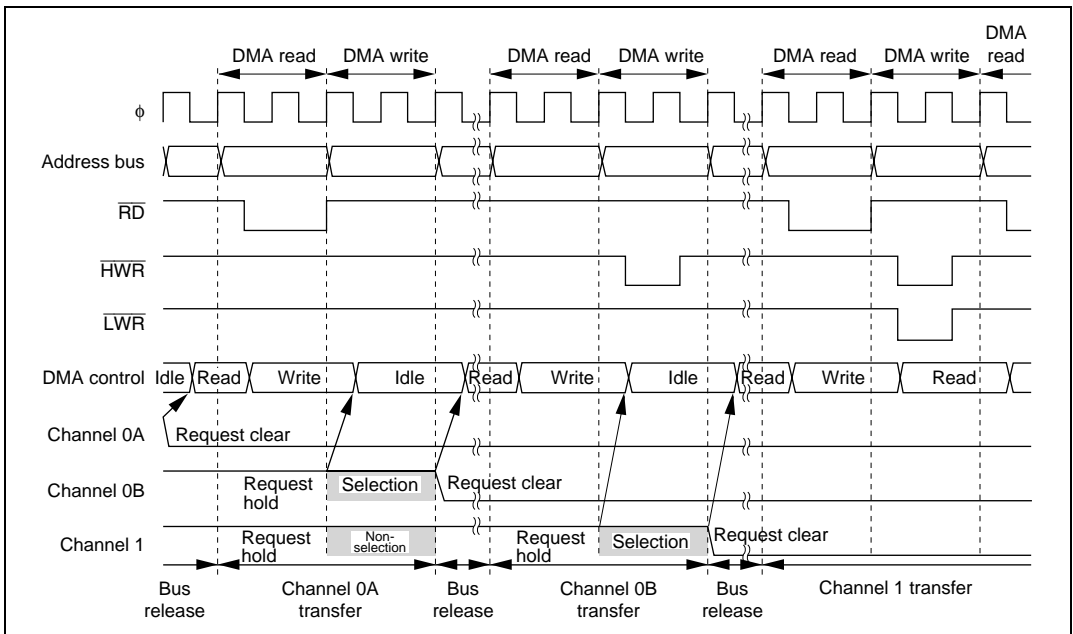 DMA read DMA write DMA read DMA write DMA read DMA write DMA read
φ
Address bus
RD
HWR
LWR
DMA control Idle Read Write Idle Read Write Idle Read Write Read
Channel 0A Request clear
Channel 0B Request hold Selection Request clear
Channel 1 Request hold Non-selection Request hold Selection Request clear
Bus release Channel 0A transfer Bus release Channel 0B transfer Bus release Channel 1 transfer